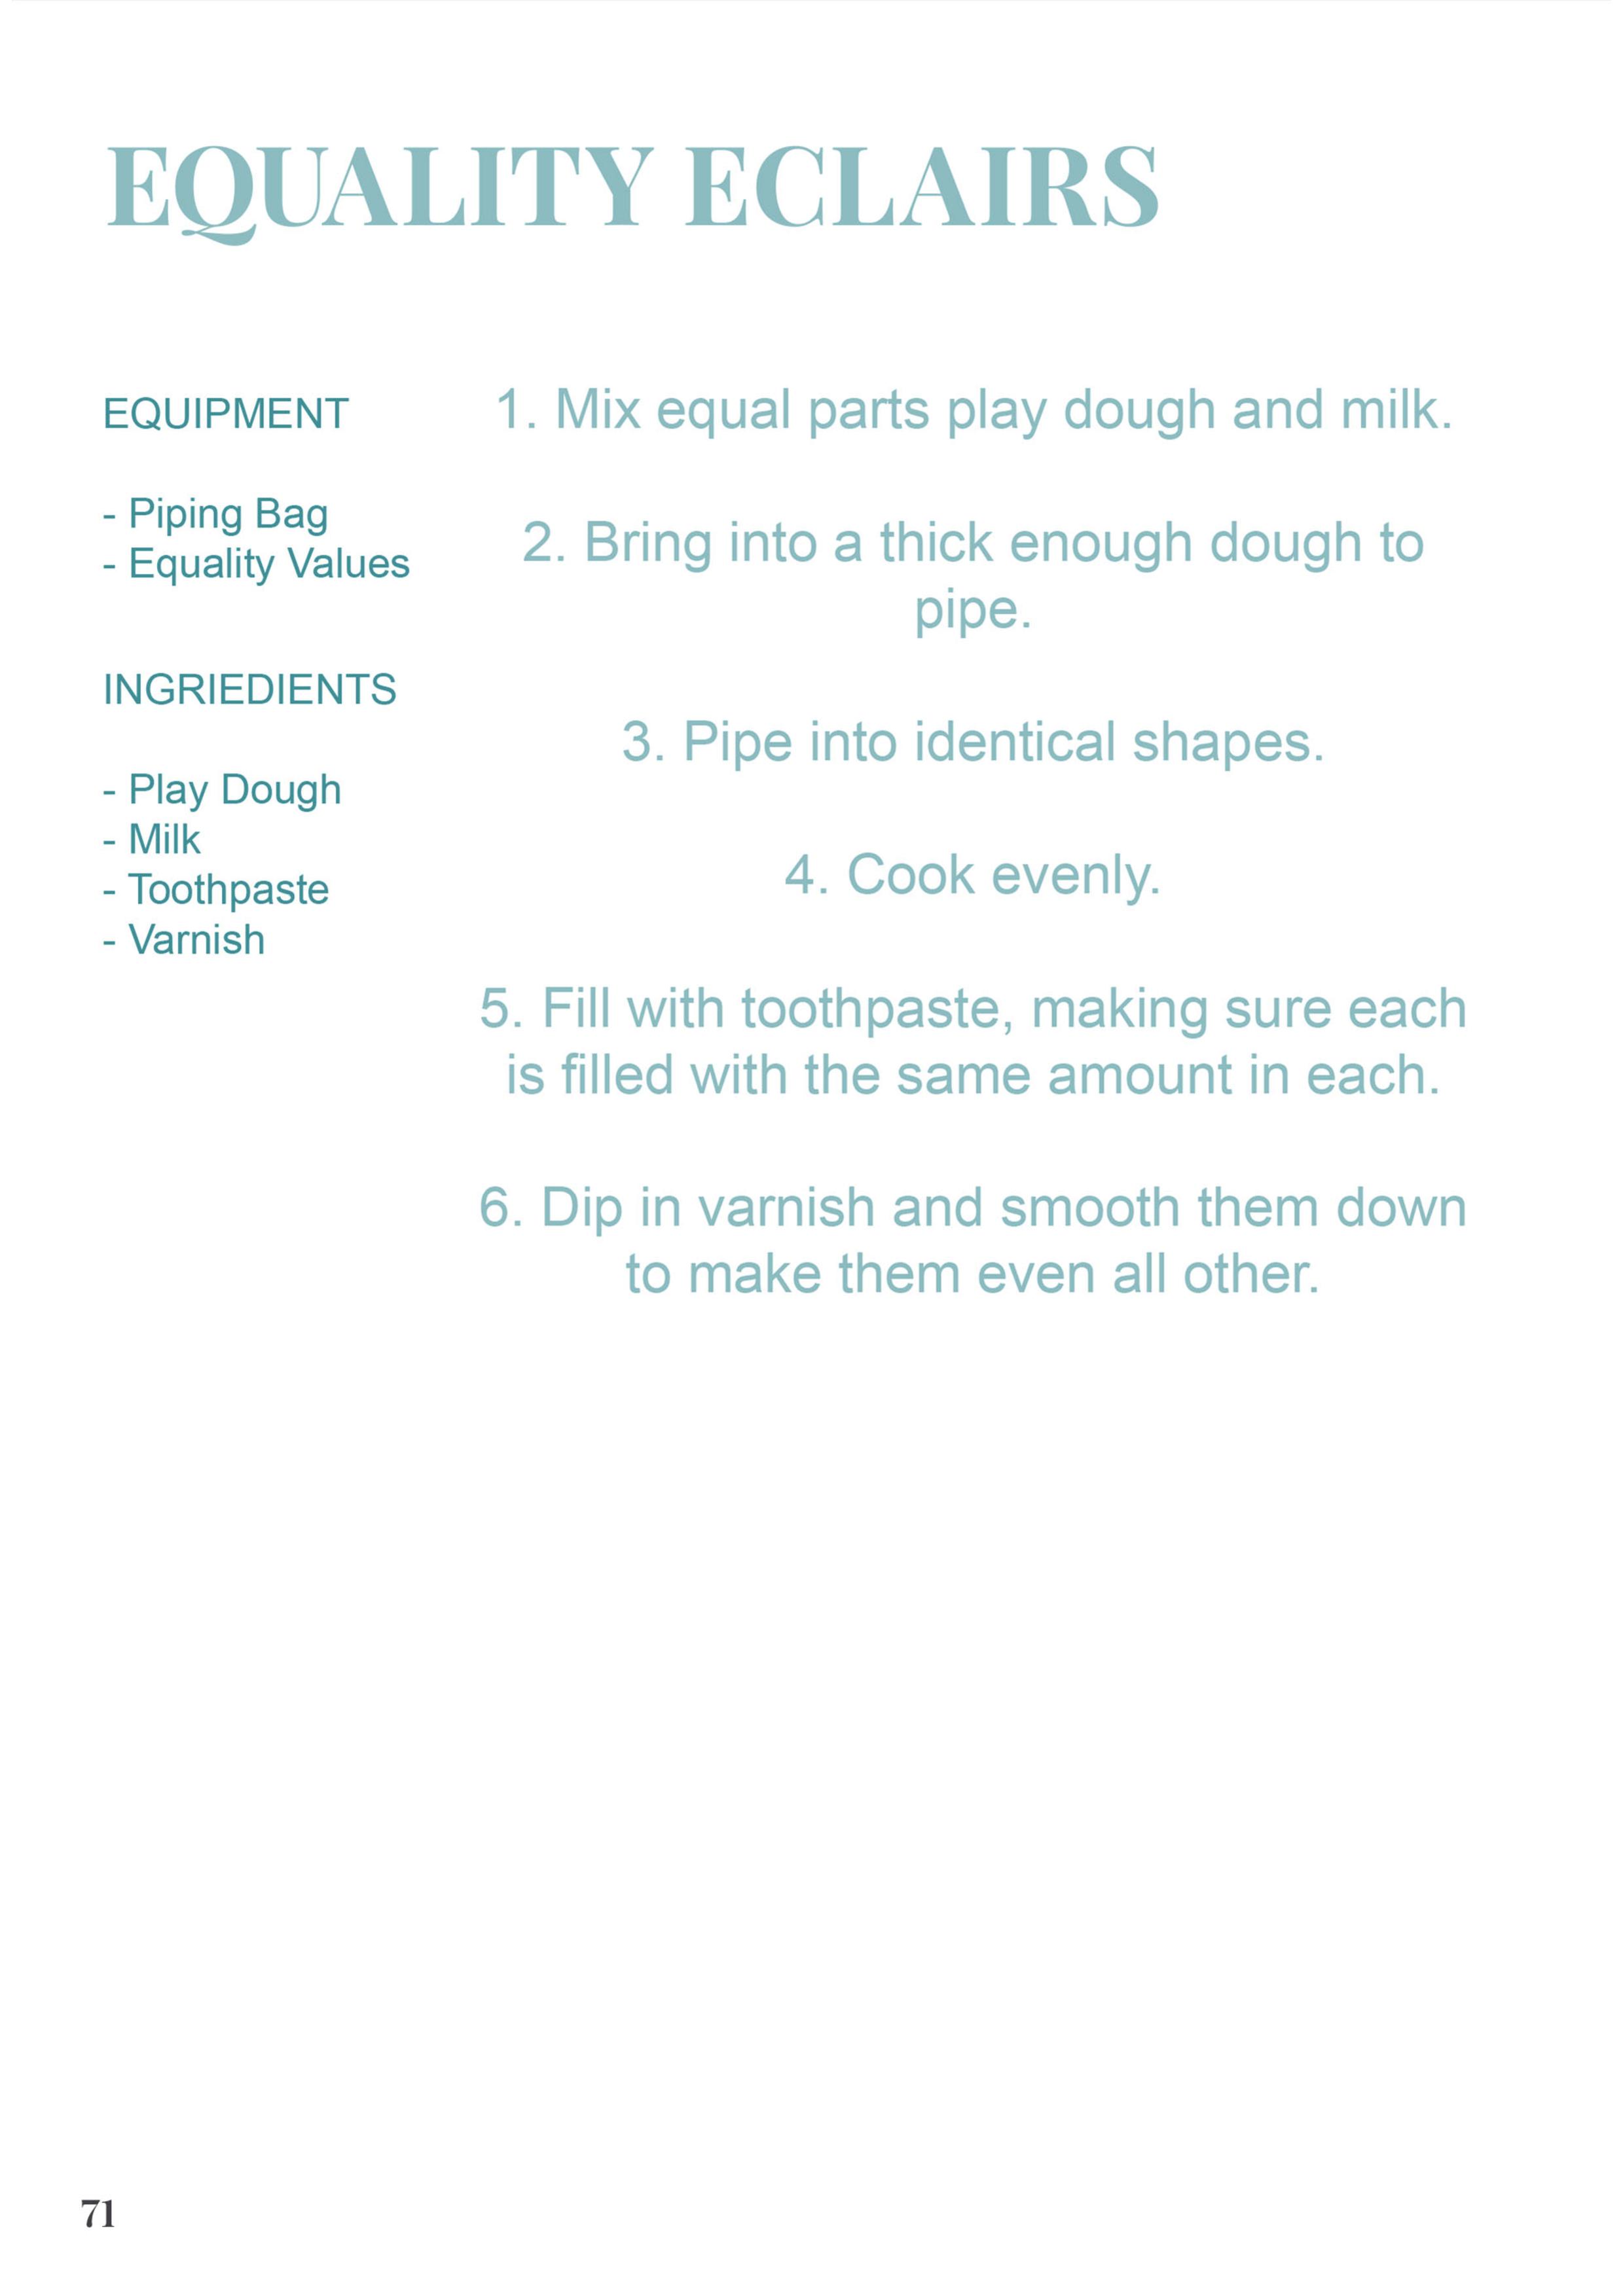 EQUALITY ECLAIRS
EQUIPMENT
- Piping Bag
- Equality Values
INGRIEDIENTS
- Play Dough
- Milk
- Toothpaste
- Varnish
1. Mix equal parts play dough and milk.
2. Bring into a thick enough dough to
pipe.
3. Pipe into identical shapes.
4. Cook evenly.
5. Fill with toothpaste, making sure each
is filled with the same amount in each.
6. Dip in varnish and smooth them down
to make them even all other.
71